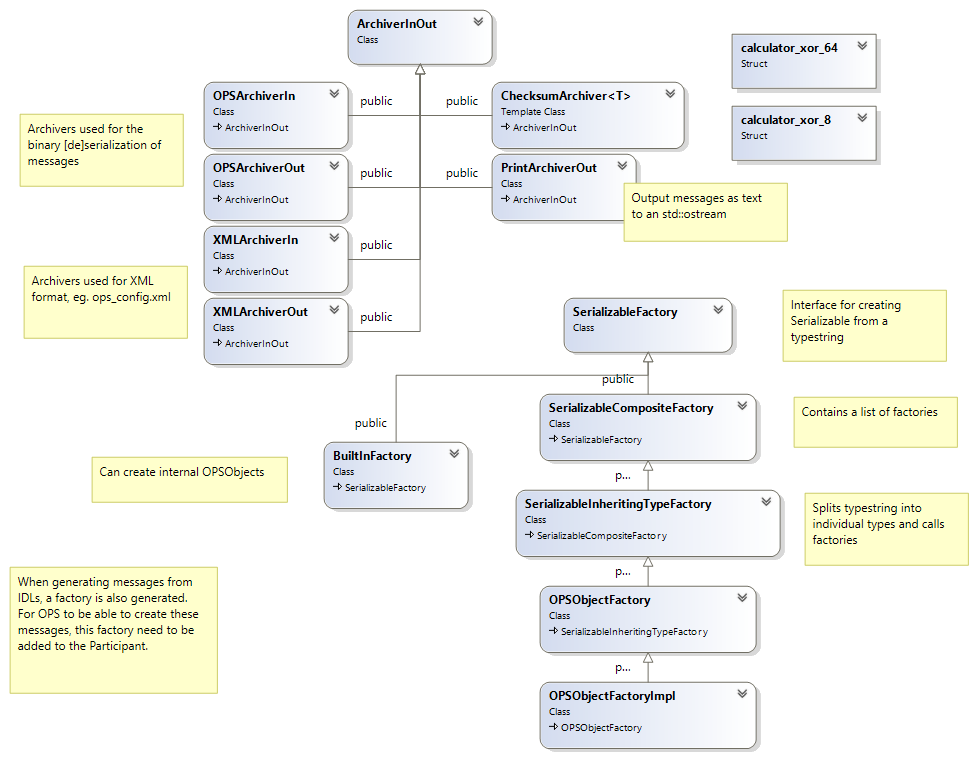 ArchiverInOut
Class
calculator_xor_64
Struct
OPSArchiverIn
Class
ArchiverInOut
public
public
ChecksumArchiver<T>
Template Class
ArchiverInOut
calculator_xor_8
Struct
Archivers used for the
binary [de]serialization of
messages
OPSArchiverOut
Class
ArchiverInOut
public
public
PrintArchiverOut
Class
ArchiverInOut
Output messages as text
to an std::ostream
XMLArchiverIn
Class
ArchiverInOut
public
Archivers used for XML
format, eg. ops_config.xml
XMLArchiverOut
Class
ArchiverInOut
public
SerializableFactory
Class
Interface for creating
Serializable from a
typestring
public
public
SerializableCompositeFactory
Class
SerializableFactory
Contains a list of factories
Can create internal OPSObjects
BuiltInFactory
Class
SerializableFactory
p...
SerializableInheritingTypeFactory
Class
SerializableCompositeFactory
Splits typestring into
individual types and calls
factories
p...
When generating messages from
IDLs, a factory is also generated.
For OPS to be able to create these
messages, this factory need to be
added to the Participant.
OPSObjectFactory
Class
SerializableInheritingTypeFactory
p...
OPSObjectFactoryImpl
Class
OPSObjectFactory